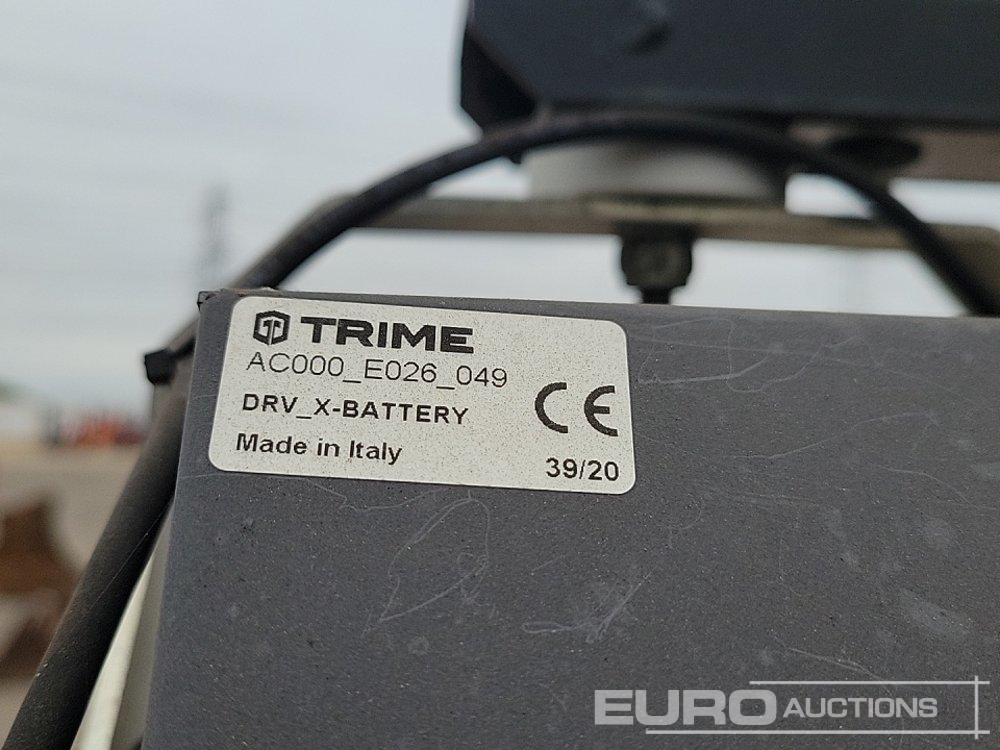 TRIME
AC000_E026_049
DRV_X-BATTERY
CE
Made in Italy
39/20
EURO AUCTIONS